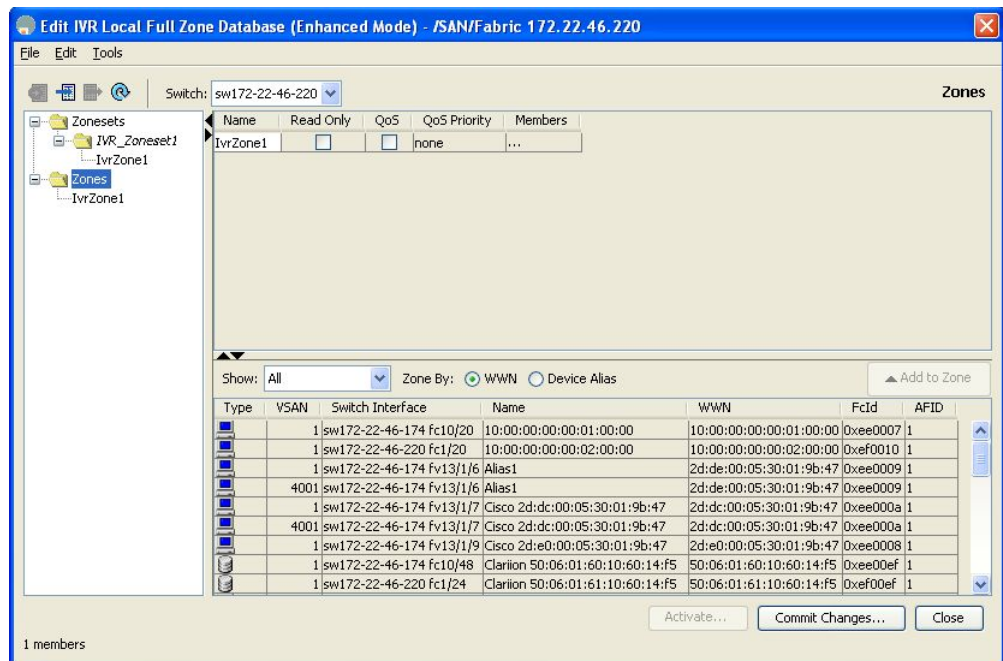 Edit IVR Local Full Zone Database (Enhanced Mode) - /SAN/Fabric 172.22.46.220
File Edit Tools
Switch: sw172-22-46-220 Zones
Zonesets
IVR_Zoneset1
IvrZone1
Zones
IvrZone1
Name Read Only QoS QoS Priority Members
IvrZone1 none ...
Show: All Zone By: WWN Device Alias Add to Zone
Type VSAN Switch Interface Name WWN FcId AFID
1 sw172-22-46-174 fc10/20 10:00:00:00:00:01:00:00 10:00:00:00:00:01:00:00 0xee0007 1
1 sw172-22-46-220 fc1/20 10:00:00:00:00:02:00:00 10:00:00:00:00:02:00:00 0xef0010 1
1 sw172-22-46-174 fv13/1/6 Alias1 2d:de:00:05:30:01:9b:47 0xee0009 1
4001 sw172-22-46-174 fv13/1/6 Alias1 2d:de:00:05:30:01:9b:47 0xee0009 1
1 sw172-22-46-174 fv13/1/7 Cisco 2d:dc:00:05:30:01:9b:47 2d:dc:00:05:30:01:9b:47 0xee000a 1
4001 sw172-22-46-174 fv13/1/7 Cisco 2d:dc:00:05:30:01:9b:47 2d:dc:00:05:30:01:9b:47 0xee000a 1
1 sw172-22-46-174 fv13/1/9 Cisco 2d:e0:00:05:30:01:9b:47 2d:e0:00:05:30:01:9b:47 0xee0008 1
1 sw172-22-46-174 fc10/48 Clariion 50:06:01:60:10:60:14:f5 50:06:01:60:10:60:14:f5 0xee00ef 1
1 sw172-22-46-220 fc1/24 Clariion 50:06:01:61:10:60:14:f5 50:06:01:61:10:60:14:f5 0xef00ef 1
Activate... Commit Changes... Close
1 members